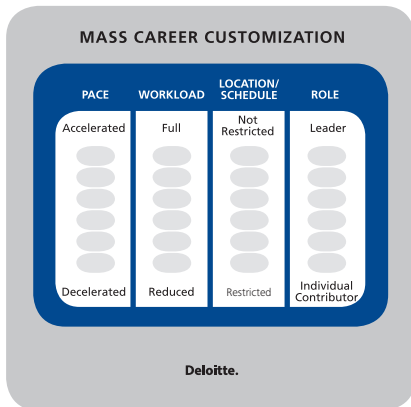 MASS CAREER CUSTOMIZATION
PACE
WORKLOAD
LOCATION/
SCHEDULE
ROLE
Accelerated
Full
Not
Restricted
Leader
Decelerated
Reduced
Restricted
Individual
Contributor
Deloitte.